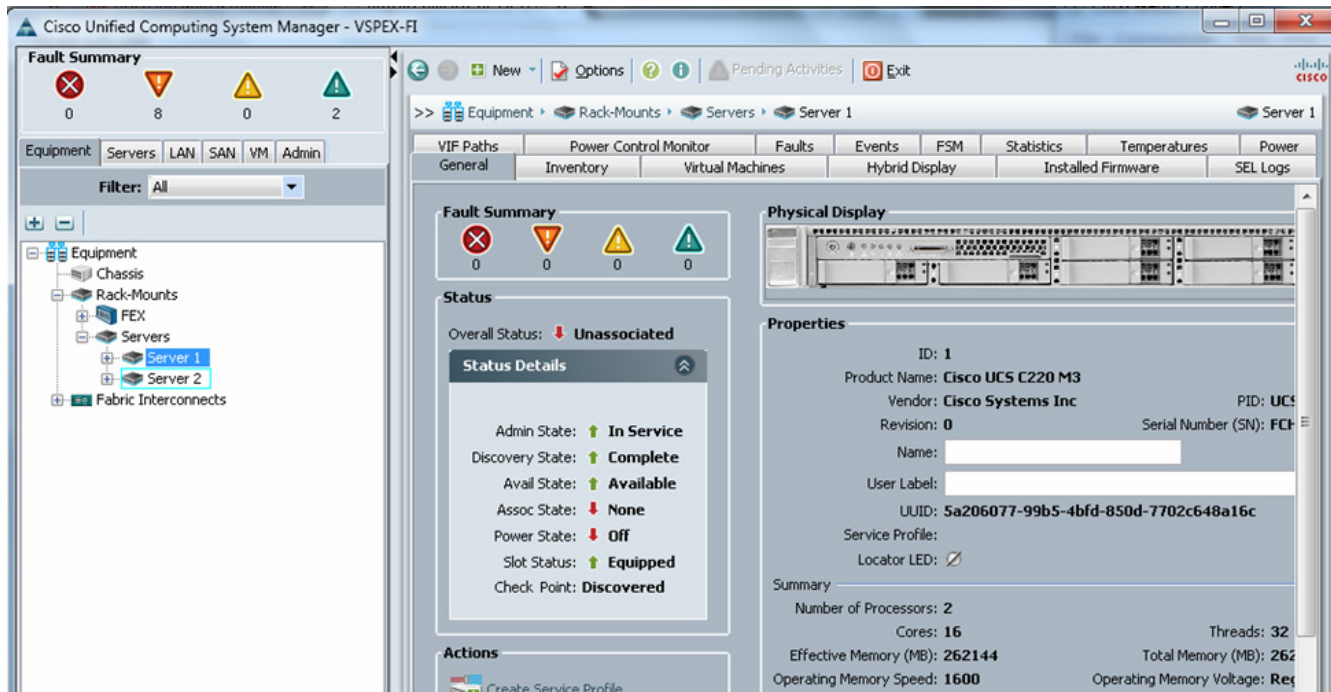 Cisco Unified Computing System Manager - VSPEX-FI
Fault Summary
0 8 0 2
Equipment Servers LAN SAN VM Admin
Filter: All
Equipment
Chassis
Rack-Mounts
FEX
Servers
Server 1
Server 2
Fabric Interconnects
New Options Pending Activities Exit
cisco
>> Equipment Rack-Mounts Servers Server 1 Server 1
VIF Paths Power Control Monitor Faults Events FSM Statistics Temperatures Power
General Inventory Virtual Machines Hybrid Display Installed Firmware SEL Logs
Fault Summary
0 0 0 0
Status
Overall Status: Unassociated
Status Details
Admin State: In Service
Discovery State: Complete
Avail State: Available
Assoc State: None
Power State: Off
Slot Status: Equipped
Check Point: Discovered
Actions
Create Service Profile
Physical Display
Properties
ID: 1
Product Name: Cisco UCS C220 M3
Vendor: Cisco Systems Inc PID: UCS
Revision: 0 Serial Number (SN): FCH
Name:
User Label:
UUID: 5a206077-99b5-4bfd-850d-7702c648a16c
Service Profile:
Locator LED:
Summary
Number of Processors: 2
Cores: 16 Threads: 32
Effective Memory (MB): 262144 Total Memory (MB): 262
Operating Memory Speed: 1600 Operating Memory Voltage: Reg